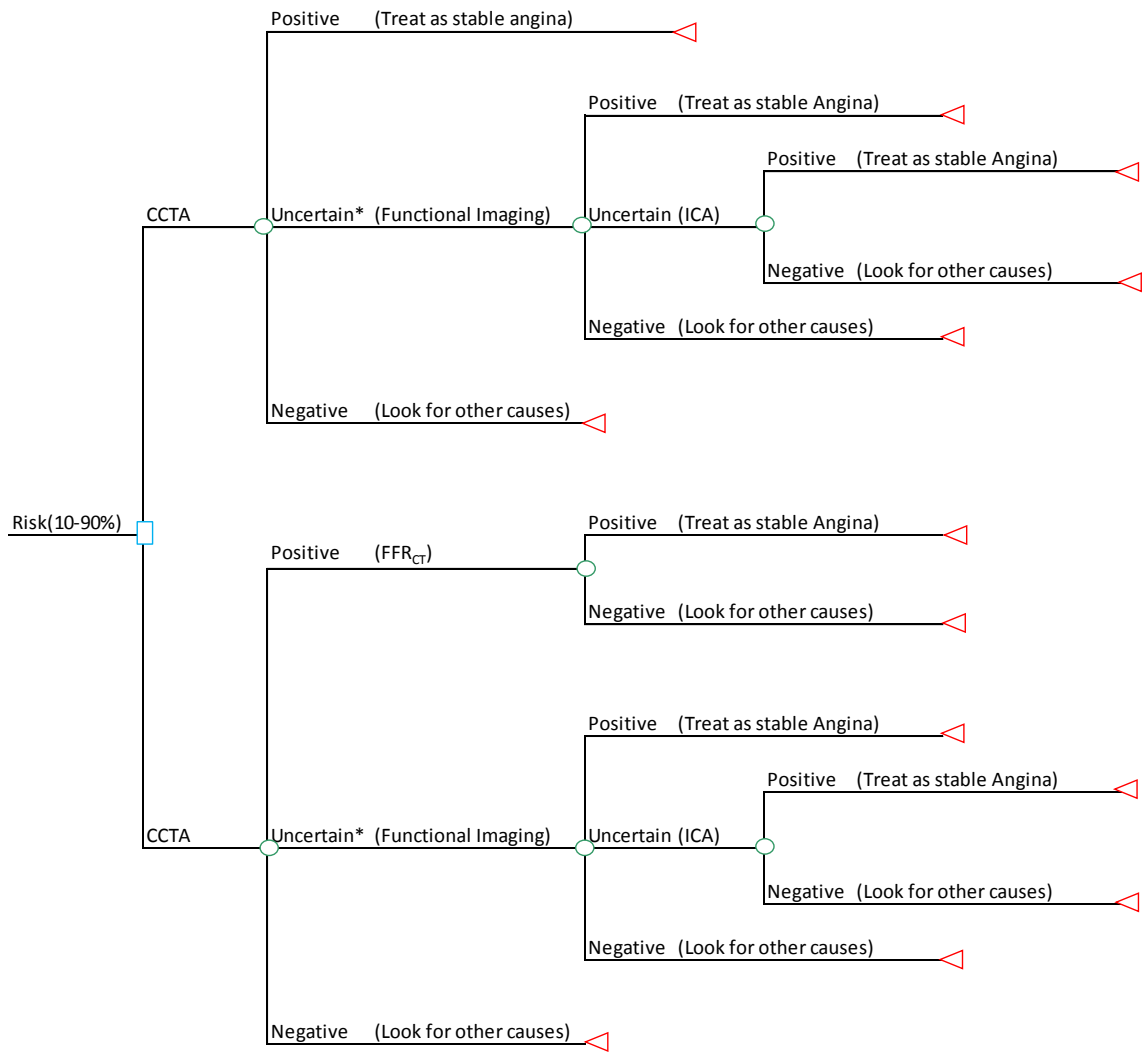 Positive (Treat as stable angina)
Positive (Treat as stable Angina)
Positive (Treat as stable Angina)
CCTA Uncertain* (Functional Imaging) Uncertain (ICA)
Negative (Look for other causes)
Negative (Look for other causes)
Negative (Look for other causes)
Risk(10-90%)
Positive (Treat as stable Angina)
Positive (FFRCT)
Negative (Look for other causes)
Positive (Treat as stable Angina)
Positive (Treat as stable Angina)
CCTA Uncertain* (Functional Imaging) Uncertain (ICA)
Negative (Look for other causes)
Negative (Look for other causes)
Negative (Look for other causes)